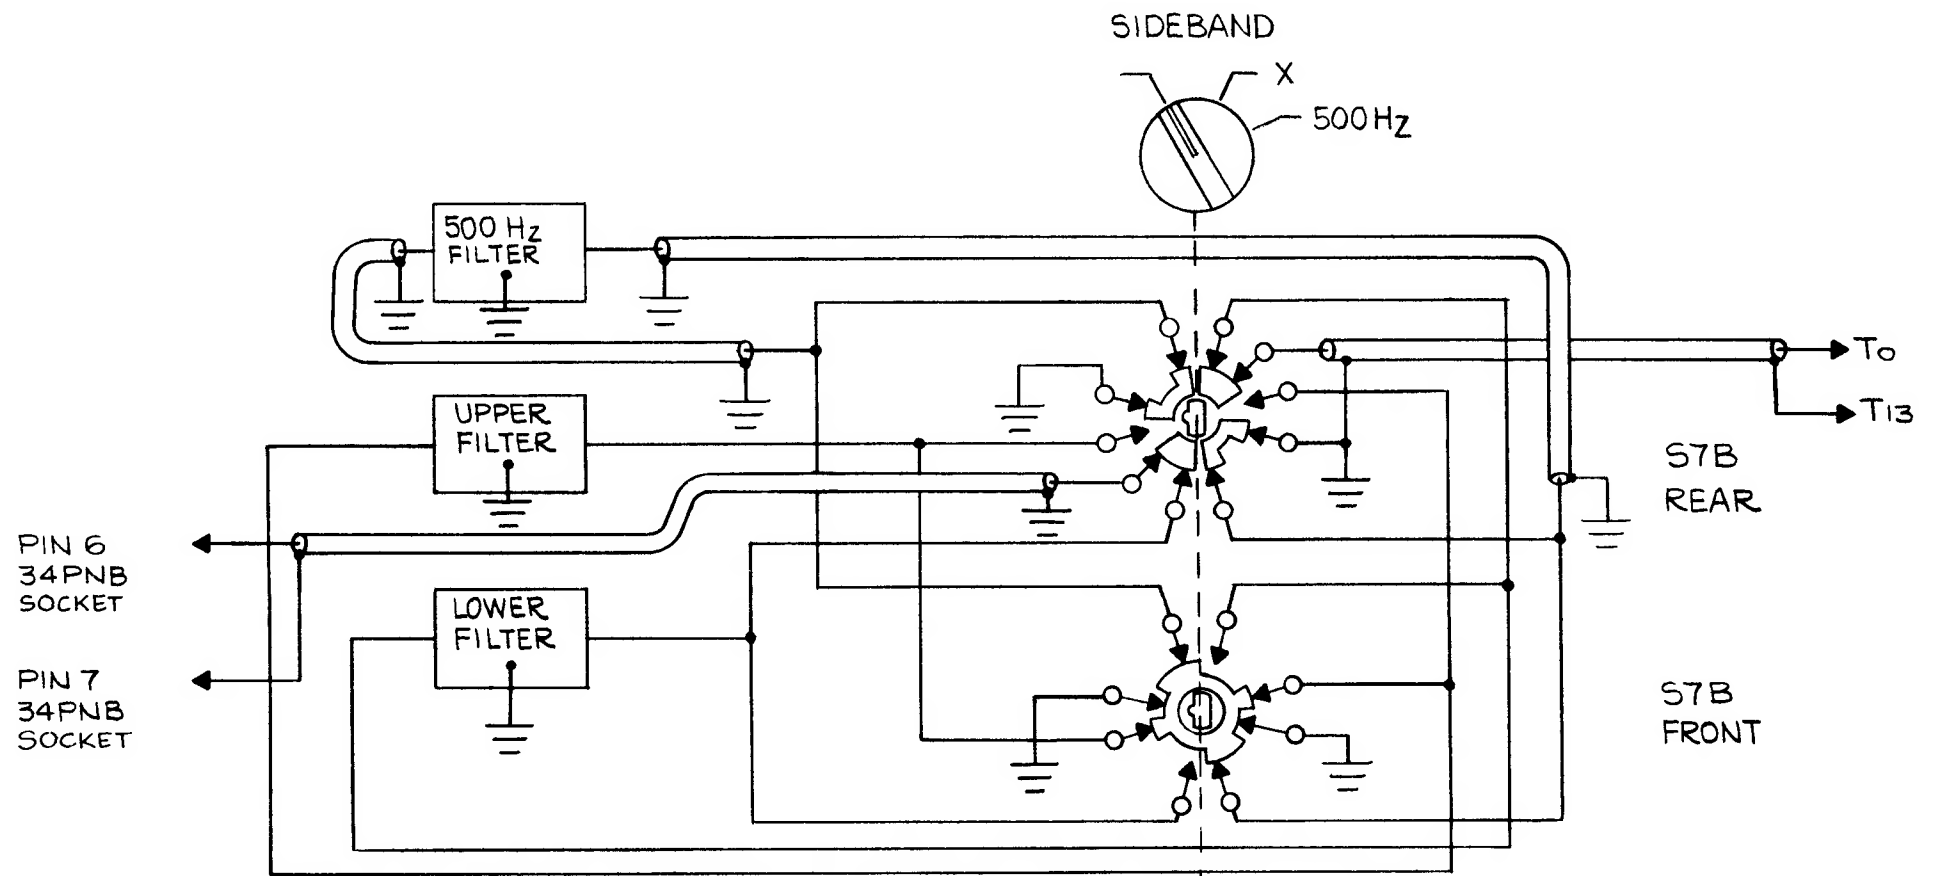 SIDEBAND
X
500 Hz
500 Hz
FILTER
UPPER
FILTER
LOWER
FILTER
PIN 6
34PNB
SOCKET
PIN 7
34PNB
SOCKET
To
T13
S7B
REAR
S7B
FRONT